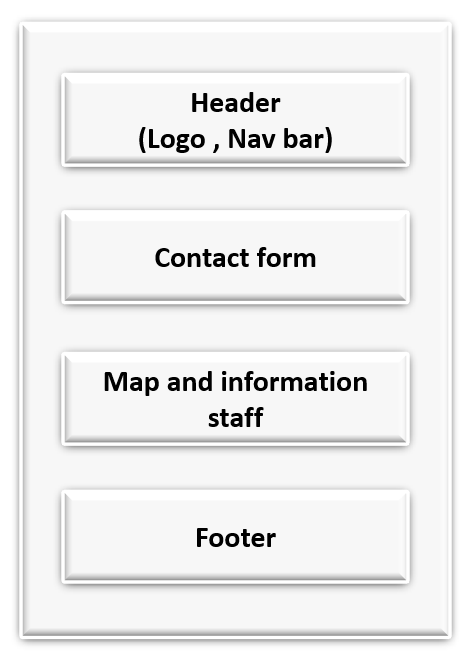 Header
(Logo , Nav bar)
Contact form
Map and information
staff
Footer